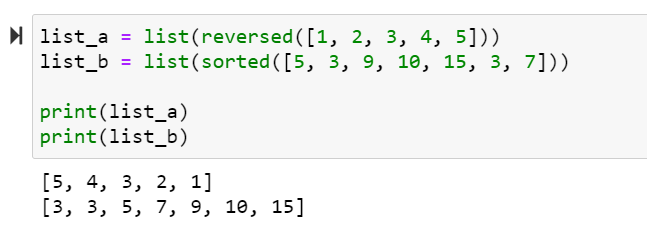 list_a = list(reversed([1, 2, 3, 4, 5]))
list_b = list(sorted([5, 3, 9, 10, 15, 3, 7]))
print(list_a)
print(list_b)
[5, 4, 3, 2, 1]
[3, 3, 5, 7, 9, 10, 15]